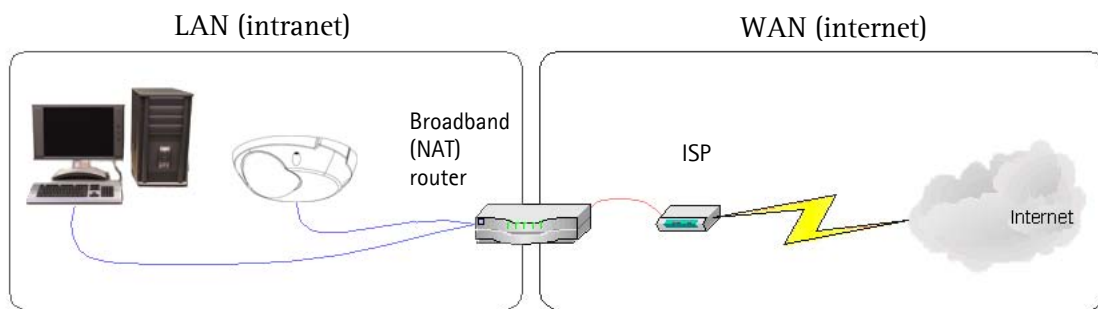 LAN (intranet)
WAN (internet)
Broadband
(NAT)
router
ISP
Internet